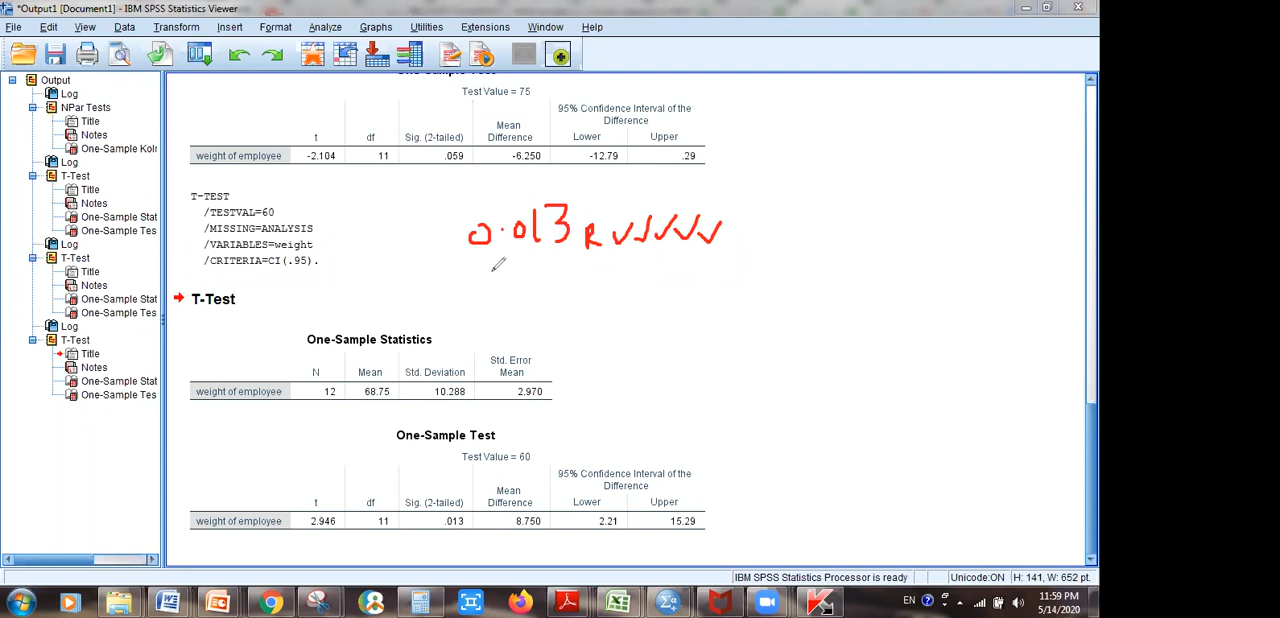 *Output1 [Document1] - IBM SPSS Statistics Viewer
File Edit View Data Transform Insert Format Analyze Graphs Utilities Extensions Window Help
Output
Log
NPar Tests
Title
Notes
One-Sample Kol
Log
T-Test
Title
Notes
One-Sample Stat
Log
T-Test
Title
Notes
One-Sample Stat
One-Sample Tes
Log
T-Test
Title
Notes
One-Sample Stat
One-Sample Tes
One-Sample Test
Test Value = 75
95% Confidence Interval of the Difference
t df Sig. (2-tailed) Mean Difference Lower Upper
weight of employee -2.104 11 .059 -6.250 -12.79 .29
T-TEST
/TESTVAL=60
/MISSING=ANALYSIS
/VARIABLES=weight
/CRITERIA=CI(.95).
0.013 R
T-Test
One-Sample Statistics
N Mean Std. Deviation Std. Error Mean
weight of employee 12 68.75 10.288 2.970
One-Sample Test
Test Value = 60
95% Confidence Interval of the Difference
t df Sig. (2-tailed) Mean Difference Lower Upper
weight of employee 2.946 11 .013 8.750 2.21 15.29
IBM SPSS Statistics Processor is ready Unicode:ON H: 141, W: 652 pt.
EN 11:59 PM
5/14/2020